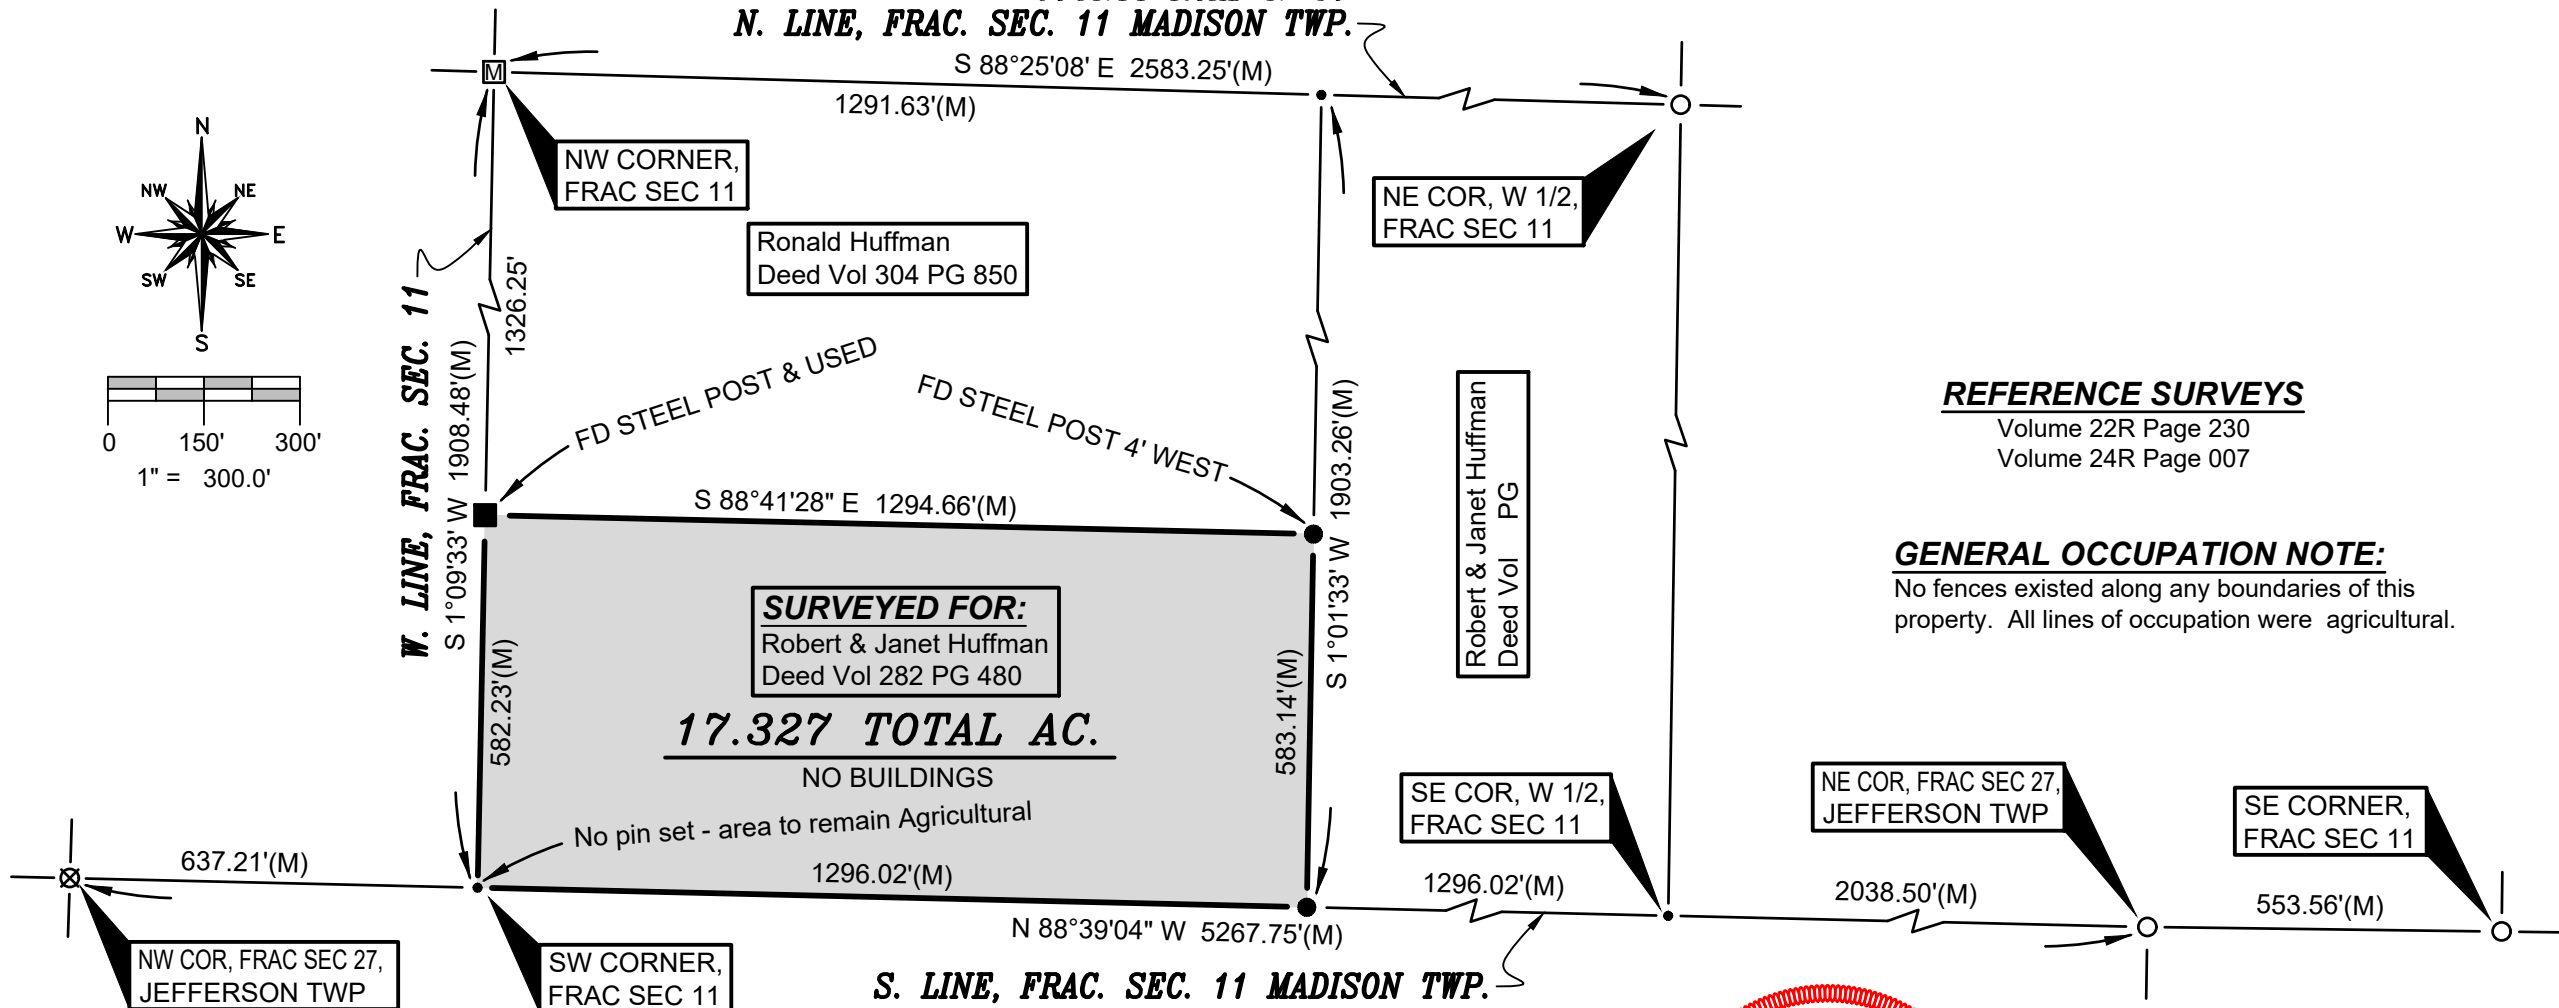 N. LINE, FRAC. SEC. 11 MADISON TWP.
S 88°25'08' E 2583.25'(M)
1291.63'(M)
M
NW CORNER,
FRAC SEC 11
NE COR, W 1/2,
FRAC SEC 11
N
NW
NE
W
E
SW
SE
S
0 150' 300'
1" = 300.0'
Ronald Huffman
Deed Vol 304 PG 850
W. LINE, FRAC. SEC. 11
S 1°09'33' W 1908.48'(M)
1326.25'
FD STEEL POST & USED
FD STEEL POST 4' WEST
S 1°01'33' W 1903.26'(M)
Robert & Janet Huffman
Deed Vol PG
REFERENCE SURVEYS
Volume 22R Page 230
Volume 24R Page 007
S 88°41'28" E 1294.66'(M)
GENERAL OCCUPATION NOTE:
No fences existed along any boundaries of this
property. All lines of occupation were agricultural.
SURVEYED FOR:
Robert & Janet Huffman
Deed Vol 282 PG 480
17.327 TOTAL AC.
NO BUILDINGS
582.23'(M)
583.14'(M)
No pin set - area to remain Agricultural
SE COR, W 1/2,
FRAC SEC 11
NE COR, FRAC SEC 27,
JEFFERSON TWP
SE CORNER,
FRAC SEC 11
637.21'(M)
1296.02'(M)
1296.02'(M)
2038.50'(M)
553.56'(M)
N 88°39'04" W 5267.75'(M)
NW COR, FRAC SEC 27,
JEFFERSON TWP
SW CORNER,
FRAC SEC 11
S. LINE, FRAC. SEC. 11 MADISON TWP.